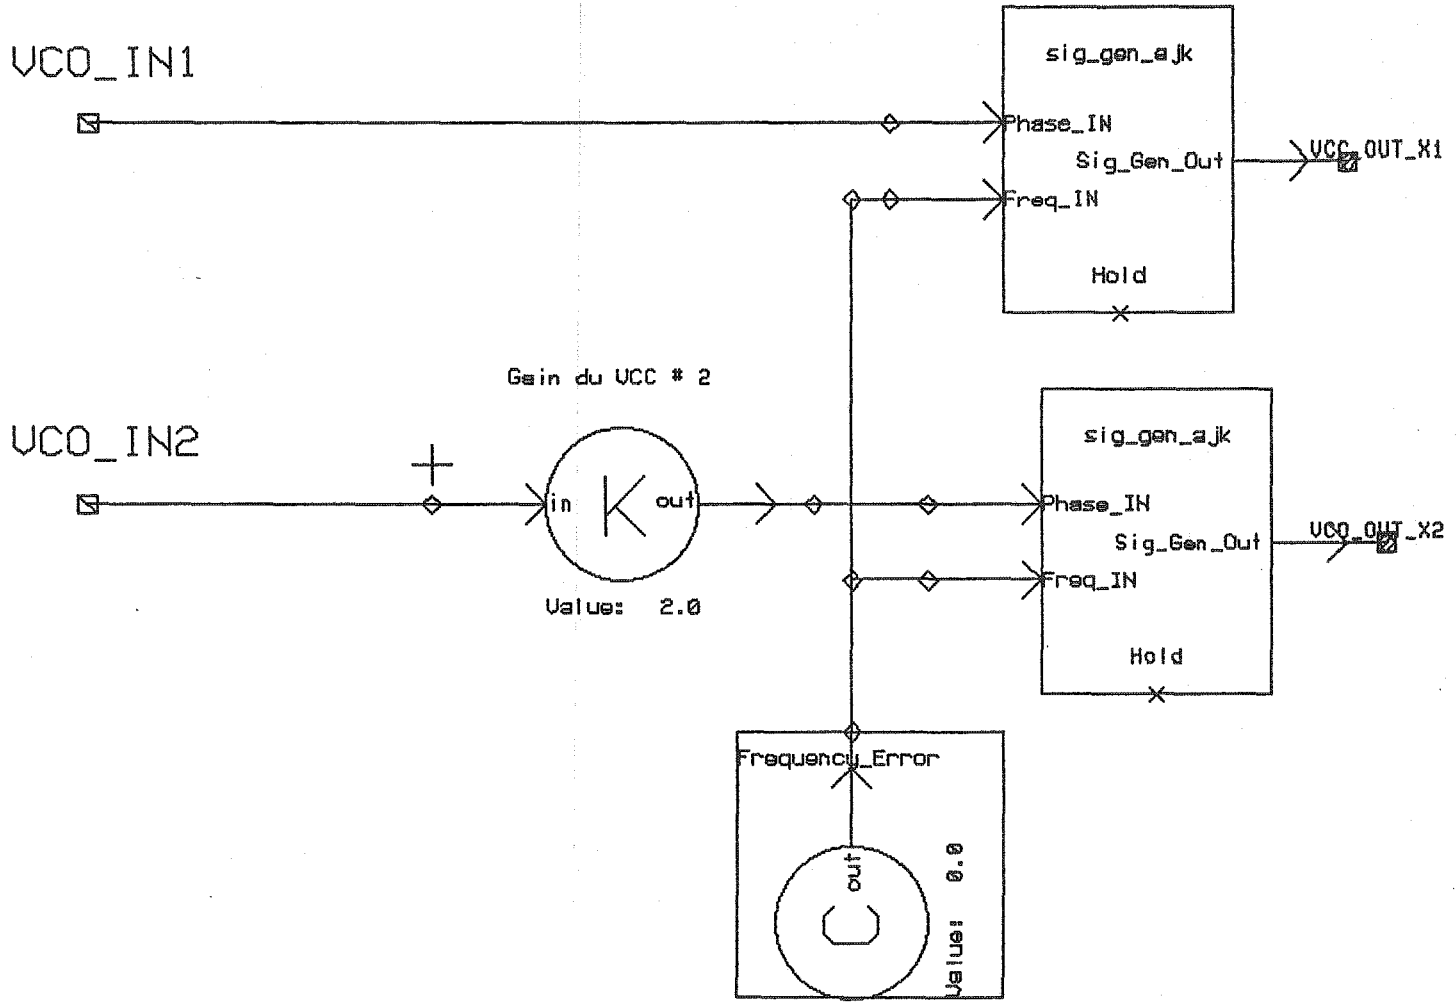 VCO_IN1
sig_gen_ajk
Phase_IN
Sig_Gen_Out
VCC_OUT_X1
Freq_IN
Hold
Gain du VCC # 2
VCO_IN2
in
K
out
Value: 2.0
sig_gen_ajk
Phase_IN
Sig_Gen_Out
VCO_OUT_X2
Freq_IN
Hold
Frequency_Error
out
C
Value: 0.0